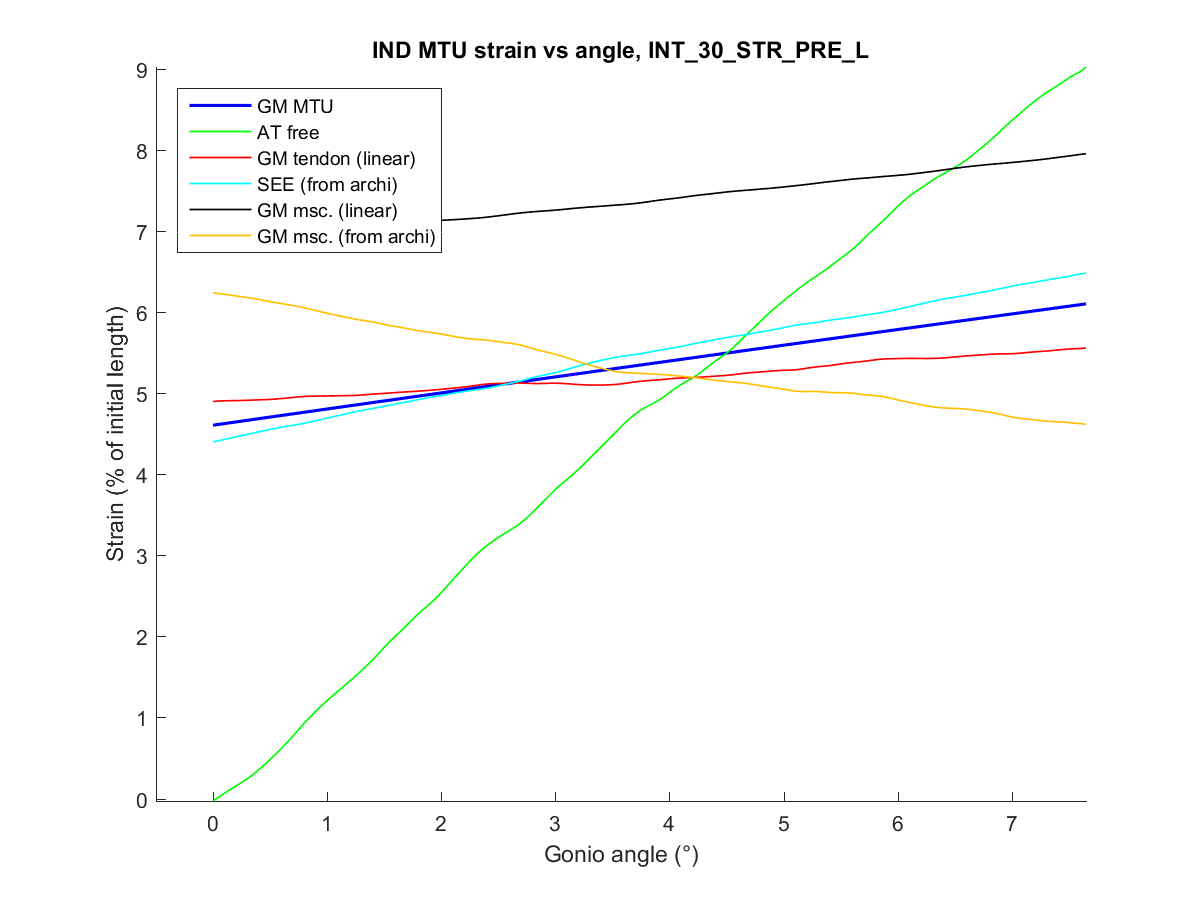 IND MTU strain vs angle, INT_30_STR_PRE_L
9
8
7
6
5
4
3
2
1
0
Strain (% of initial length)
GM MTU
AT free
GM tendon (linear)
SEE (from archi)
GM msc. (linear)
GM msc. (from archi)
0 1 2 3 4 5 6 7
Gonio angle (°)